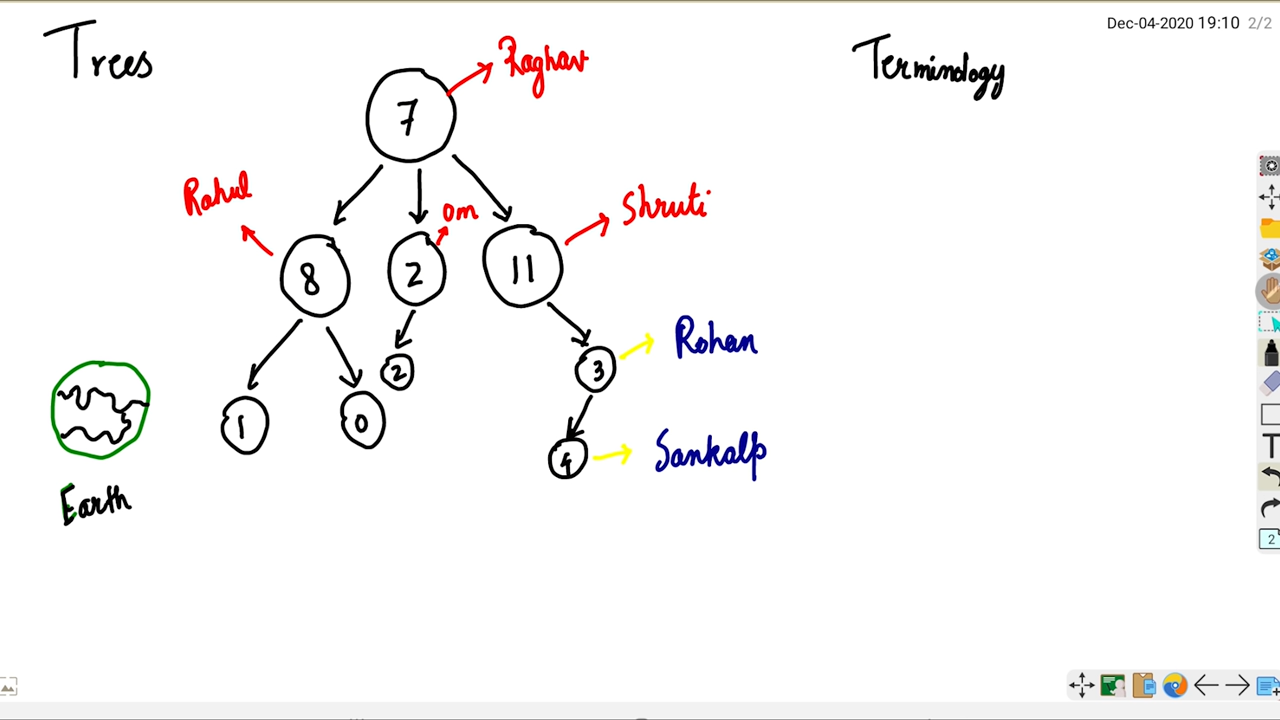 Dec-04-2020 19:10 2/2
Trees
Terminology
Raghav
7
Rahul
Om
Shruti
8
2
11
Rohan
2
3
1
0
Sankalp
Earth
T
2